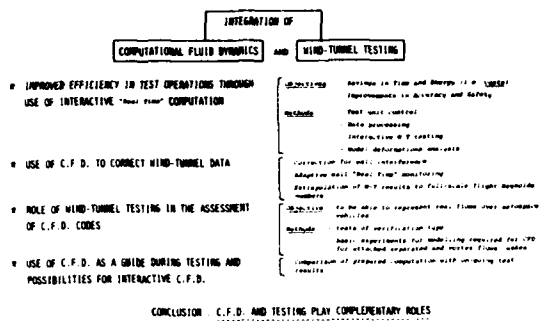 INTEGRATION OF
COMPUTATIONAL FLUID DYNAMICS AND WIND-TUNNEL TESTING
* IMPROVED EFFICIENCY IN TEST OPERATIONS THROUGH
USE OF INTERACTIVE "Real Time" COMPUTATION
Objectives - Savings in Time and Energy (i.e.
Improvements in Accuracy and Safety
Methods - Test unit control
- Data processing
- Interactive W T testing
- Model deformations analysis
* USE OF C.F.D. TO CORRECT WIND-TUNNEL DATA
Correction for wall interference
Adaptive wall "Real Time" monitoring
Extrapolation of W-T results to fullscale flight Reynolds
numbers
* ROLE OF WIND-TUNNEL TESTING IN THE ASSESSMENT
OF C.F.D. CODES
Objective - to be able to represent real flows over aerospace
vehicles
Methods - tests of verification type
- basic experiments for modelling required for CFD
for attached separated and vortex flows, wakes
* USE OF C.F.D. AS A GUIDE DURING TESTING AND
POSSIBILITIES FOR INTERACTIVE C.F.D.
Comparison of prepared computation with on-going test
results
CONCLUSION : C.F.D. AND TESTING PLAY COMPLEMENTARY ROLES